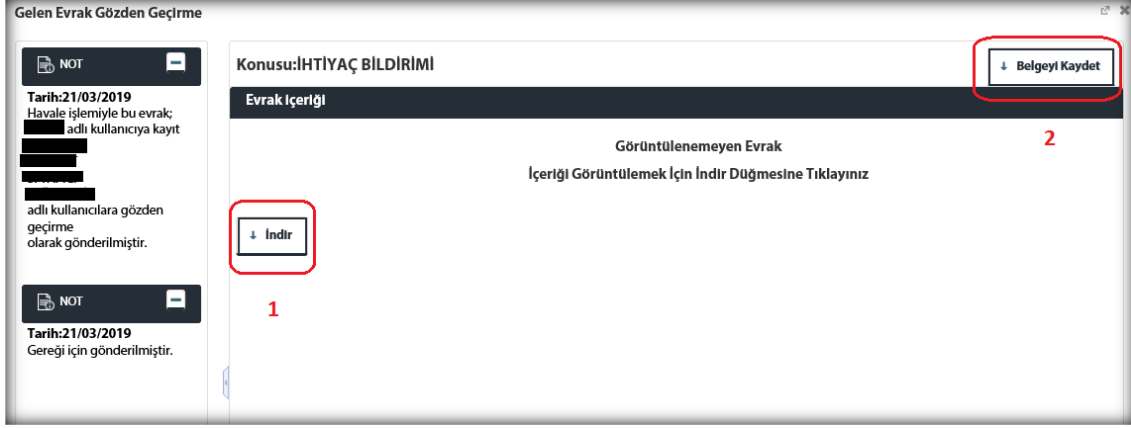 Gelen Evrak Gözden Geçirme
NOT
Tarih:21/03/2019
Havale işlemiyle bu evrak;
adlı kullanıcıya kayıt
adlı kullanıcılara gözden
geçirme
olarak gönderilmiştir.
NOT
Tarih:21/03/2019
Gereği için gönderilmiştir.
Konusu:İHTİYAÇ BİLDİRİMİ
Belgeyi Kaydet
2
Evrak İçeriği
Görüntülenemeyen Evrak
İçeriği Görüntülemek İçin İndir Düğmesine Tıklayınız
İndir
1